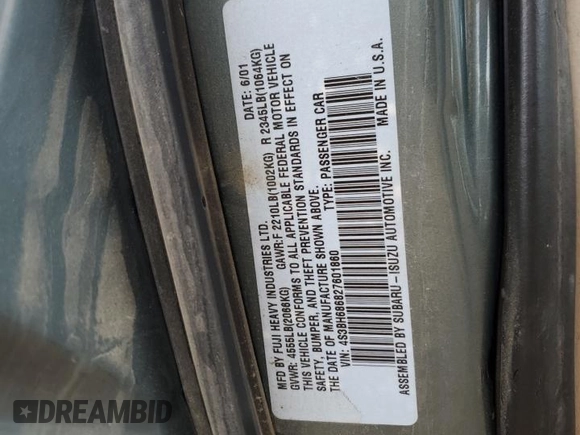 MFD BY FUJI HEAVY INDUSTRIES LTD. DATE: 6/01
GVWR: 4555LB(2066KG) GAWR:F 2210LB(1002KG) R 2345LB(1064KG)
THIS VEHICLE CONFORMS TO ALL APPLICABLE FEDERAL MOTOR VEHICLE
SAFETY, BUMPER, AND THEFT PREVENTION STANDARDS IN EFFECT ON
THE DATE OF MANUFACTURE SHOWN ABOVE.
VIN: 4S3BH686827601860 TYPE: PASSENGER CAR
ASSEMBLED BY SUBARU-ISUZU AUTOMOTIVE INC. MADE IN U.S.A.
DREAMBID